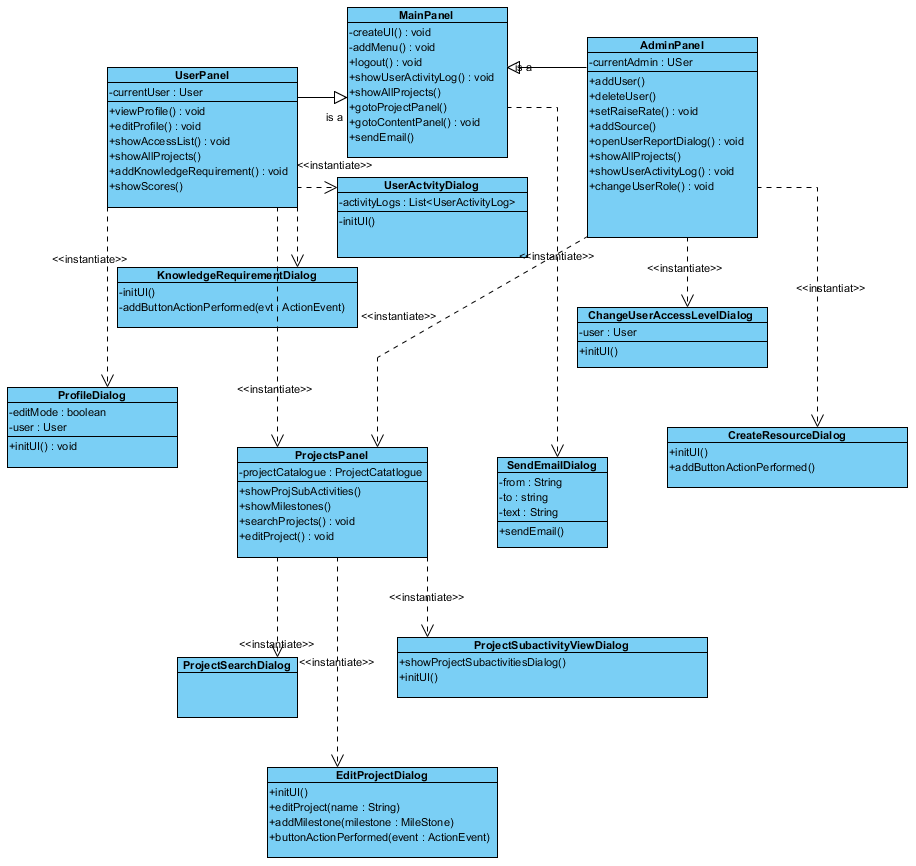 MainPanel
-createUI() : void
-addMenu() : void
+logout() : void
+showUserActivityLog() : void
+showAllProjects()
+gotoProjectPanel()
+gotoContentPanel() : void
+sendEmail()
AdminPanel
-currentAdmin : USer
+addUser()
+deleteUser()
+setRaiseRate() : void
+addSource()
+openUserReportDialog() : void
+showAllProjects()
+showUserActivityLog() : void
+changeUserRole() : void
is a
UserPanel
-currentUser : User
+viewProfile() : void
+editProfile() : void
+showAccessList() : void
+showAllProjects()
+addKnowledgeRequirement() : void
+showScores()
is a
<<instantiate>>
UserActvityDialog
-activityLogs : List<UserActivityLog>
-initUI()
<<instantiate>>
<<instantiate>>
<<instantiate>>
<<instantiat>>
KnowledgeRequirementDialog
-initUI()
-addButtonActionPerformed(evt : ActionEvent)
<<instantiate>>
ChangeUserAccessLevelDialog
-user : User
+initUI()
ProfileDialog
-editMode : boolean
-user : User
+initUI() : void
<<instantiate>>
CreateResourceDialog
+initUI()
+addButtonActionPerformed()
ProjectsPanel
-projectCatalogue : ProjectCatatlogue
+showProjSubActivities()
+showMilestones()
+searchProjects() : void
+editProject() : void
SendEmailDialog
-from : String
-to : string
-text : String
+sendEmail()
<<instantiate>>
<<instantiate>>
<<instantiate>>
ProjectSubactivityViewDialog
+showProjectSubactivitiesDialog()
+initUI()
ProjectSearchDialog
EditProjectDialog
+initUI()
+editProject(name : String)
+addMilestone(milestone : MileStone)
+buttonActionPerformed(event : ActionEvent)